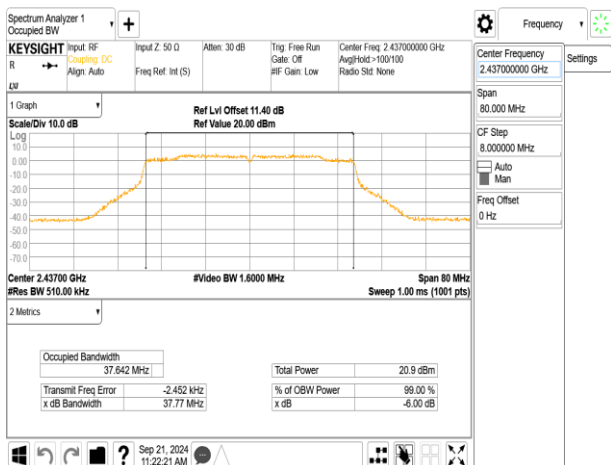 Spectrum Analyzer 1
Occupied BW
Frequency
KEYSIGHT
R
LXI
Input: RF
Coupling: DC
Align: Auto
Input Z: 50 Ω
Freq Ref: Int (S)
Atten: 30 dB
Trig: Free Run
Gate: Off
#IF Gain: Low
Center Freq: 2.437000000 GHz
Avg|Hold:>100/100
Radio Std: None
Center Frequency
2.437000000 GHz
Settings
Span
80.000 MHz
CF Step
8.000000 MHz
Auto
Man
Freq Offset
0 Hz
1 Graph
Scale/Div 10.0 dB
Ref Lvl Offset 11.40 dB
Ref Value 20.00 dBm
Log
10.0
0.00
-10.0
-20.0
-30.0
-40.0
-50.0
-60.0
-70.0
Center 2.43700 GHz
#Res BW 510.00 kHz
#Video BW 1.6000 MHz
Span 80 MHz
Sweep 1.00 ms (1001 pts)
2 Metrics
Occupied Bandwidth
37.642 MHz
Total Power 20.9 dBm
Transmit Freq Error -2.452 kHz
% of OBW Power 99.00 %
x dB Bandwidth 37.77 MHz
x dB -6.00 dB
?
Sep 21, 2024
11:22:21 AM